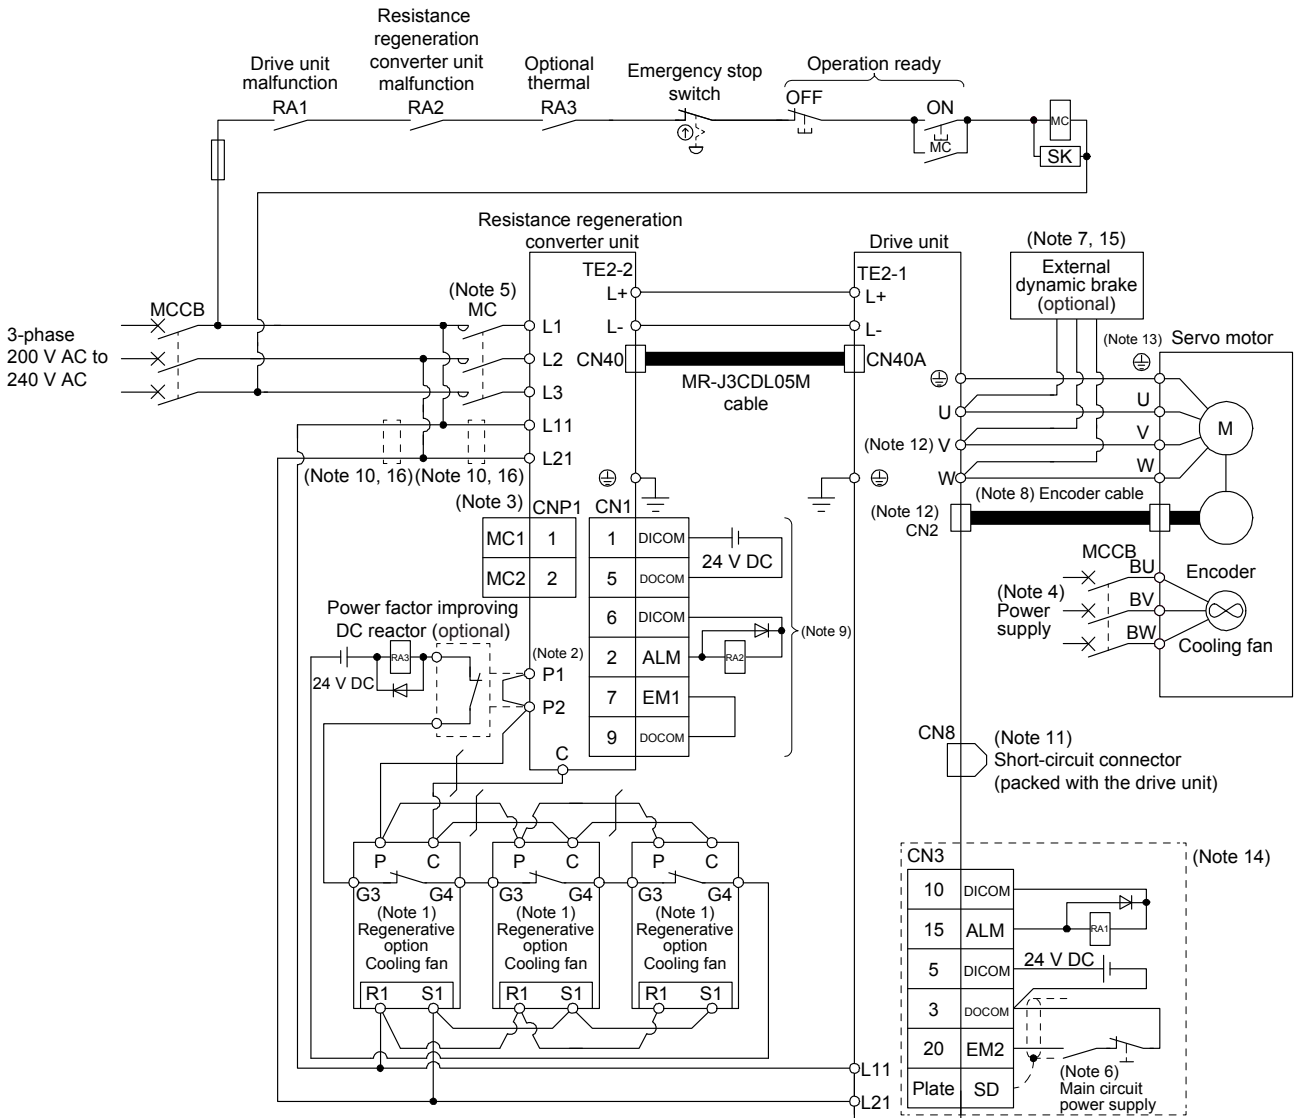 Resistance
regeneration
converter unit
malfunction
Drive unit
malfunction
Optional
thermal
Emergency stop
switch
Operation ready
OFF
ON
RA1
RA2
RA3
MC
MC
SK
Resistance regeneration
converter unit
Drive unit
(Note 7, 15)
External
dynamic brake
(optional)
TE2-2
TE2-1
L+
L+
L-
L-
(Note 5)
MC
MCCB
3-phase
200 V AC to
240 V AC
L1
L2
L3
L11
L21
CN40
CN40A
MR-J3CDL05M
cable
(Note 13)
Servo motor
U
U
(Note 12)
V
V
W
W
M
(Note 10, 16)
(Note 10, 16)
(Note 8) Encoder cable
(Note 12)
CN2
(Note 3)
CNP1
CN1
MC1
1
MC2
2
1
DICOM
24 V DC
5
DOCOM
6
DICOM
2
ALM
RA2
7
EM1
9
DOCOM
(Note 9)
MCCB
(Note 4)
Power
supply
BU
BV
BW
Encoder
Cooling fan
Power factor improving
DC reactor (optional)
RA3
24 V DC
(Note 2)
P1
P2
C
CN8
(Note 11)
Short-circuit connector
(packed with the drive unit)
P
C
P
C
P
C
G3
G4
G3
G4
G3
G4
(Note 1)
Regenerative
option
Cooling fan
(Note 1)
Regenerative
option
Cooling fan
(Note 1)
Regenerative
option
Cooling fan
R1
S1
R1
S1
R1
S1
L11
L21
CN3
(Note 14)
10
DICOM
15
ALM
RA1
5
DICOM
24 V DC
3
DOCOM
20
EM2
Plate
SD
(Note 6)
Main circuit
power supply